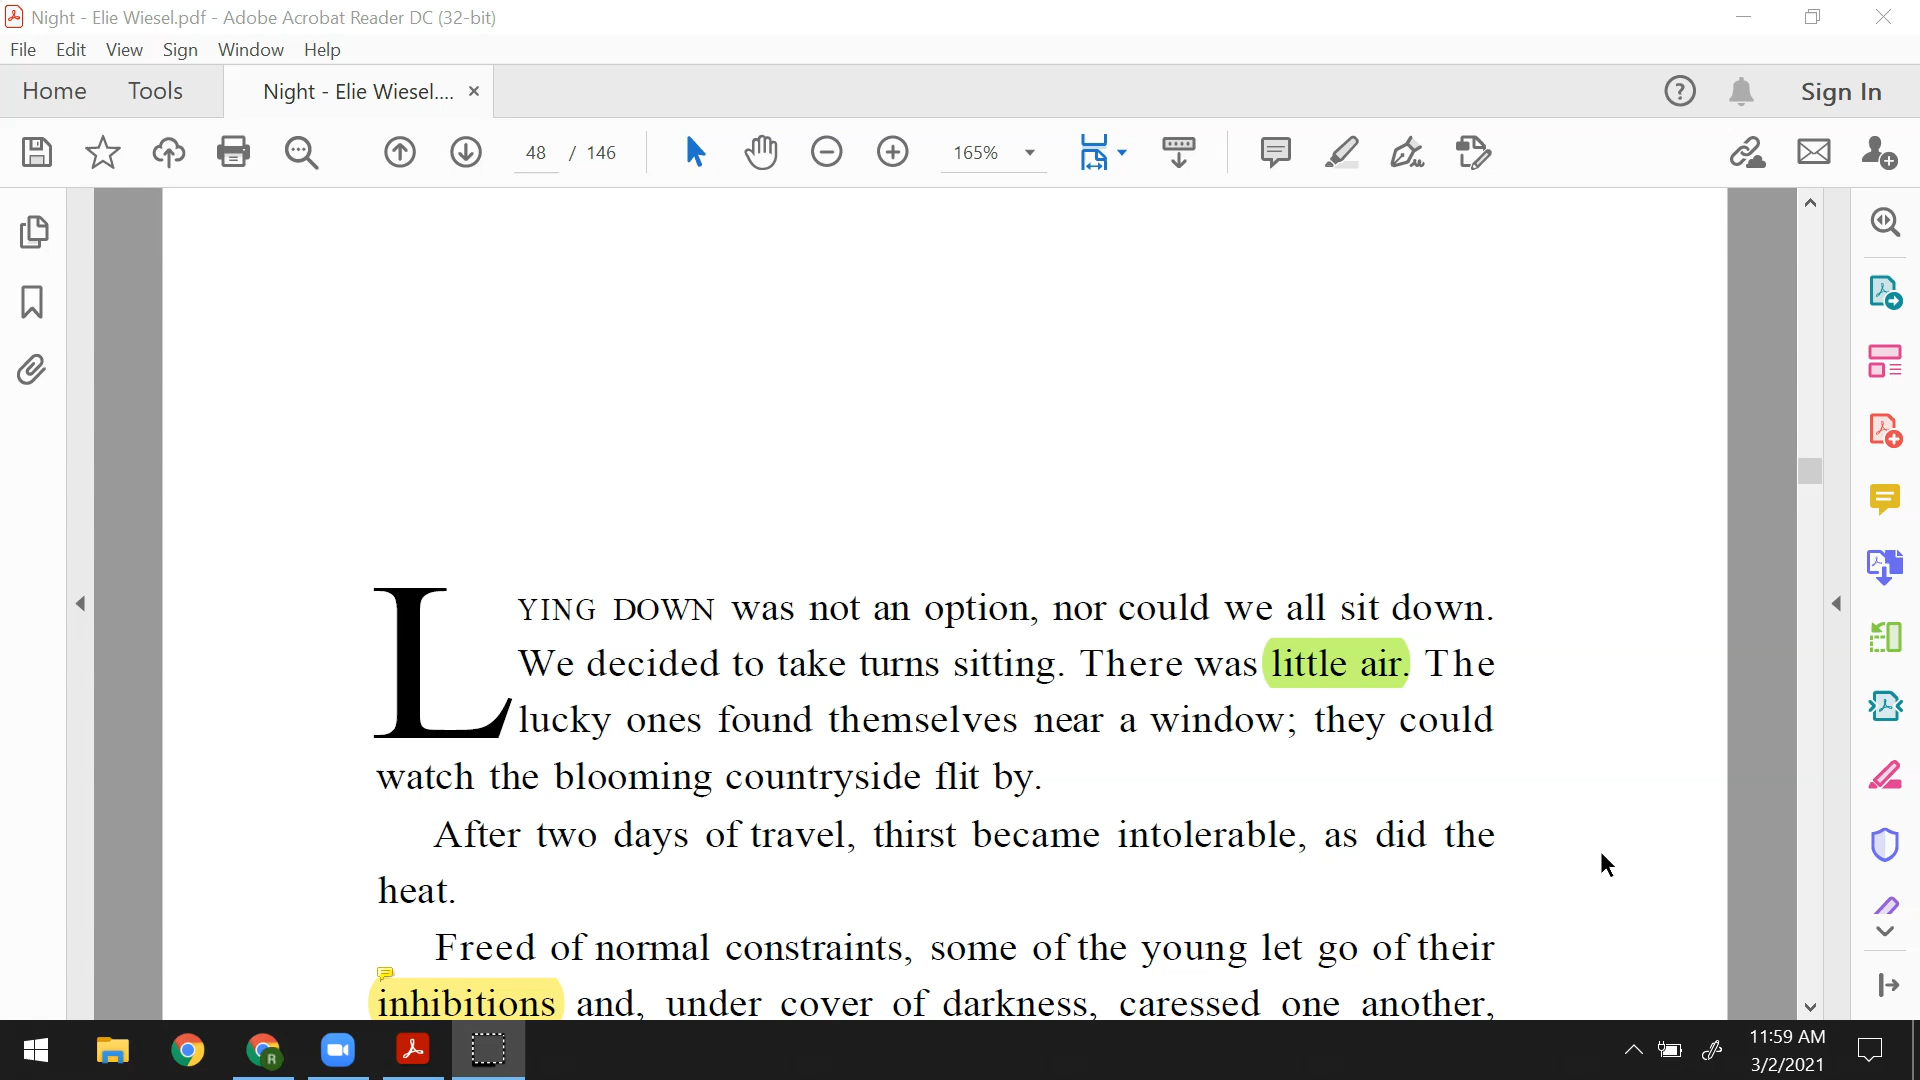 Night - Elie Wiesel.pdf - Adobe Acrobat Reader DC (32-bit)
File Edit View Sign Window Help
Home Tools Night - Elie Wiesel.... × Sign In
48 / 146 165%
LYING DOWN was not an option, nor could we all sit down.
We decided to take turns sitting. There was little air. The
lucky ones found themselves near a window; they could
watch the blooming countryside flit by.
After two days of travel, thirst became intolerable, as did the
heat.
Freed of normal constraints, some of the young let go of their
inhibitions and, under cover of darkness, caressed one another,
R
11:59 AM
3/2/2021